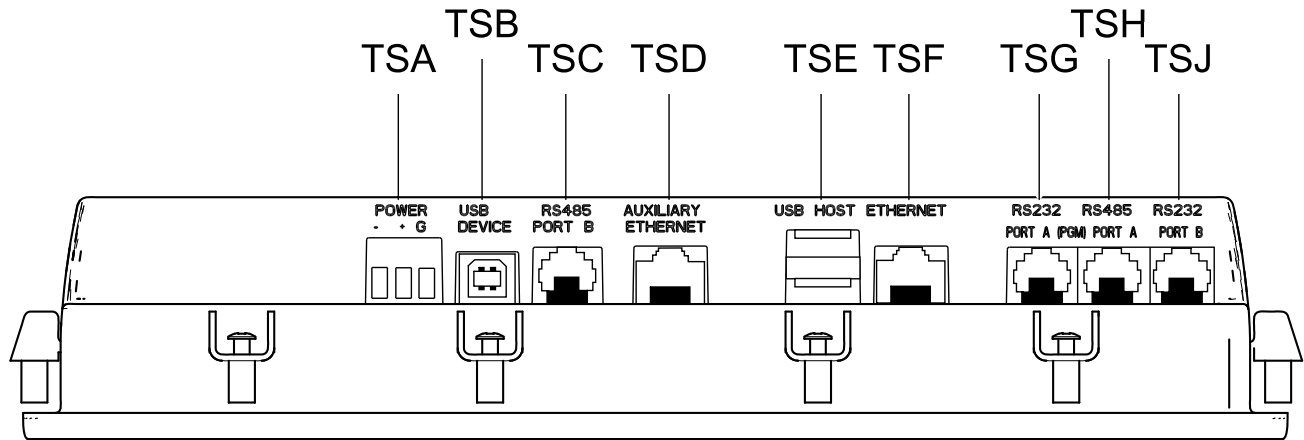 TSB TSH
TSA TSC TSD TSE TSF TSG TSJ
POWER USB RS485 AUXILIARY USB HOST ETHERNET RS232 RS485 RS232
- + G DEVICE PORT B ETHERNET PORT A (PGM) PORT A PORT B